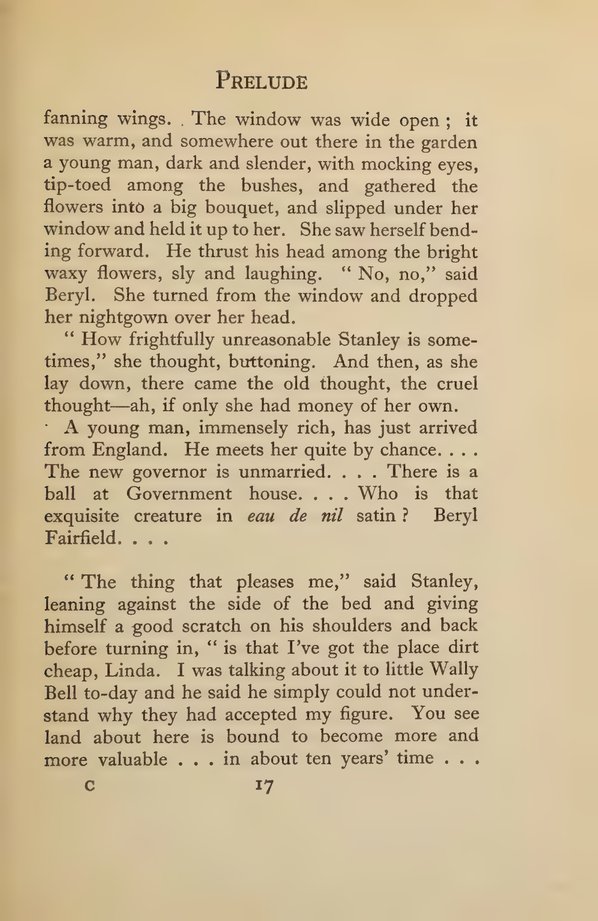 PRELUDE
fanning wings. . The window was wide open ; it
was warm, and somewhere out there in the garden
a young man, dark and slender, with mocking eyes,
tip-toed among the bushes, and gathered the
flowers into a big bouquet, and slipped under her
window and held it up to her. She saw herself bend-
ing forward. He thrust his head among the bright
waxy flowers, sly and laughing. “ No, no,” said
Beryl. She turned from the window and dropped
her nightgown over her head.
“ How frightfully unreasonable Stanley is some-
times,” she thought, buttoning. And then, as she
lay down, there came the old thought, the cruel
thought—ah, if only she had money of her own.
A young man, immensely rich, has just arrived
from England. He meets her quite by chance. . . .
The new governor is unmarried. . . . There is a
ball at Government house. . . . Who is that
exquisite creature in eau de nil satin ? Beryl
Fairfield. . . .
“ The thing that pleases me,” said Stanley,
leaning against the side of the bed and giving
himself a good scratch on his shoulders and back
before turning in, “ is that I’ve got the place dirt
cheap, Linda. I was talking about it to little Wally
Bell to-day and he said he simply could not under-
stand why they had accepted my figure. You see
land about here is bound to become more and
more valuable . . . in about ten years’ time . . .
C 17